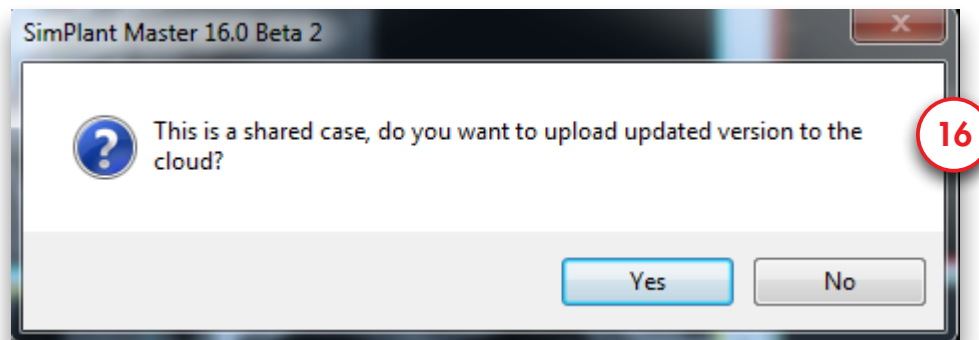 SimPlant Master 16.0 Beta 2
This is a shared case, do you want to upload updated version to the
cloud?
16
Yes No